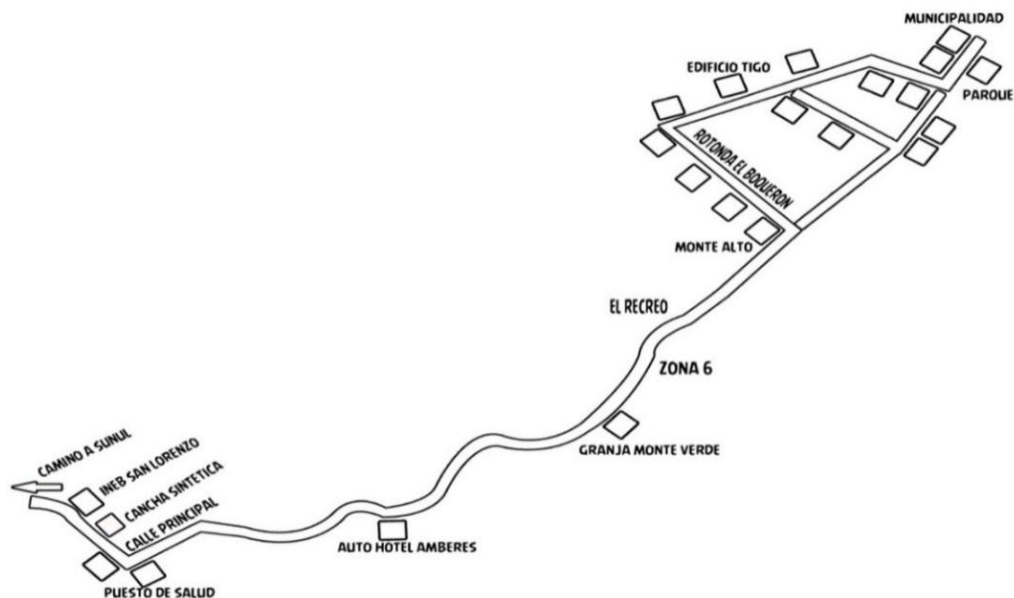 MUNICIPALIDAD
EDIFICIO TIGO
PARQUE
ROTONDA EL BOQUERON
MONTE ALTO
EL RECREO
ZONA 6
GRANJA MONTE VERDE
CAMINO A SUNUL
INEB SAN LORENZO
CANCHA SINTETICA
CALLE PRINCIPAL
AUTO HOTEL AMBERES
PUESTO DE SALUD